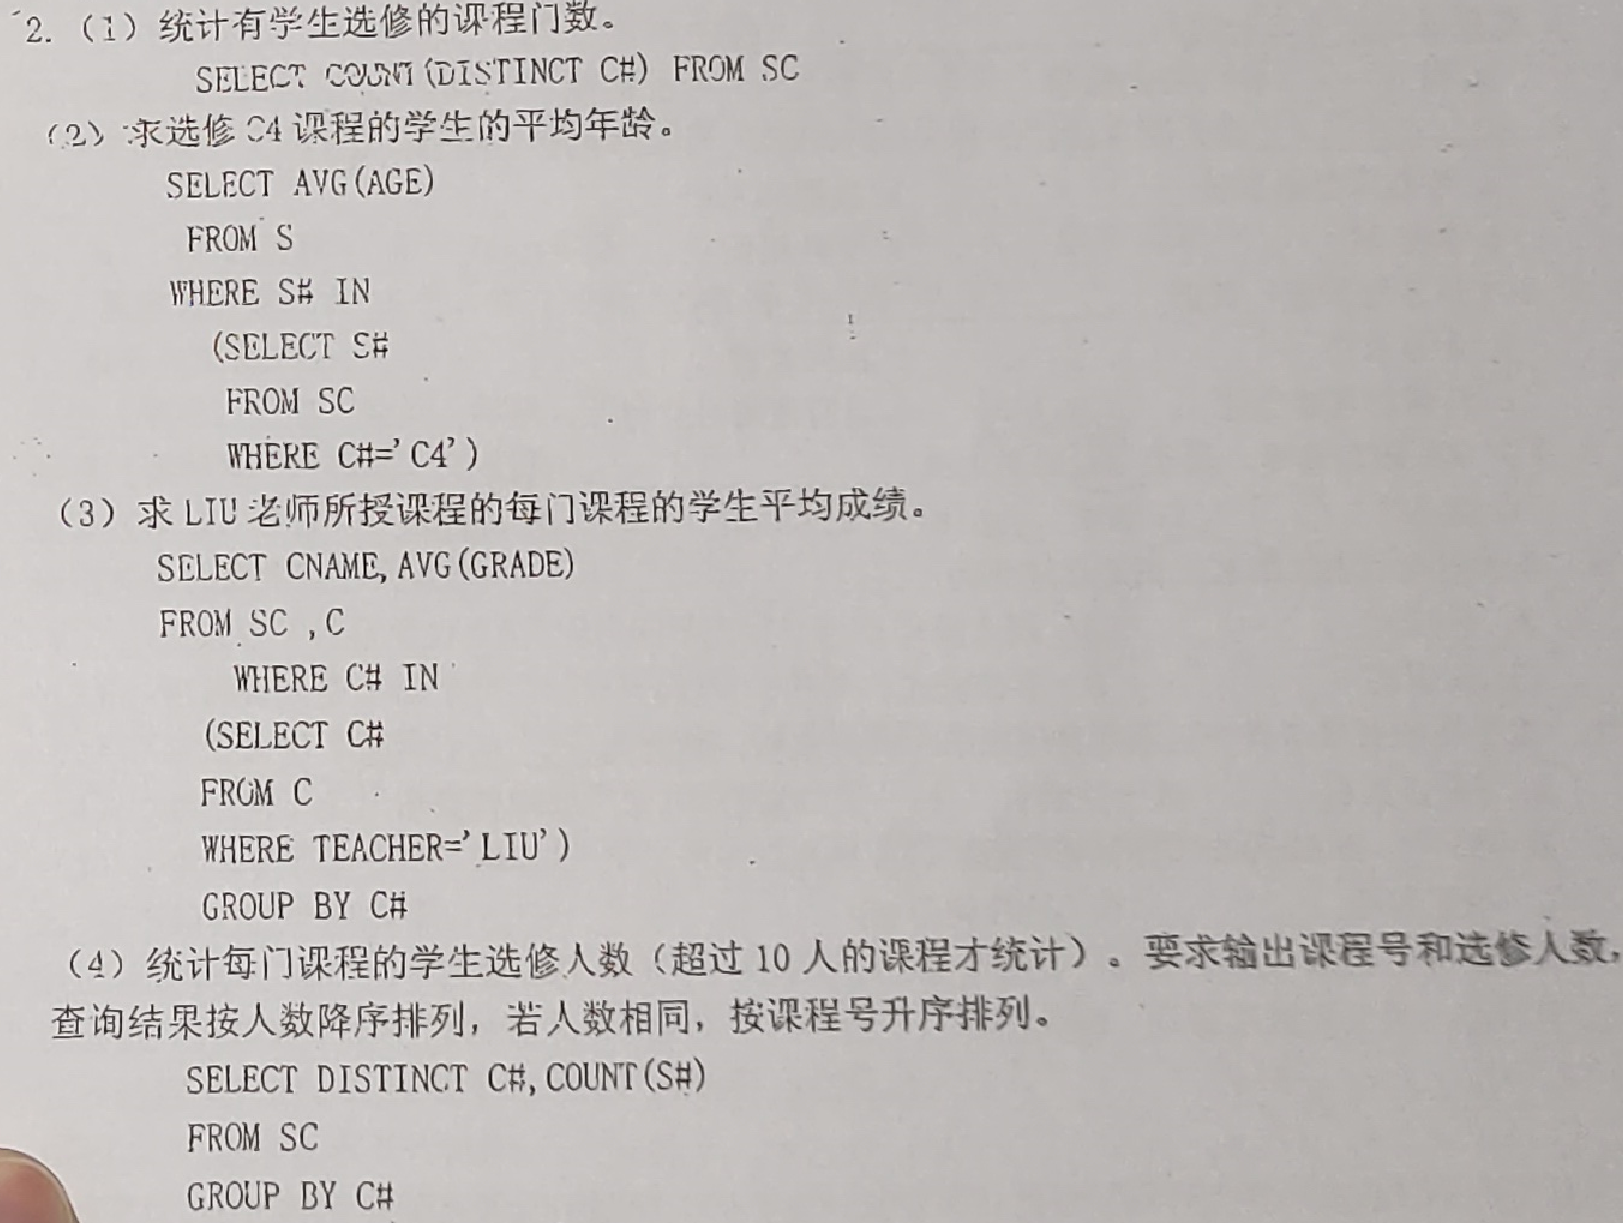 2.（1）统计有学生选修的课程门数。
SELECT COUNT(DISTINCT C#) FROM SC
（2）求选修 C4 课程的学生的平均年龄。
SELECT AVG(AGE)
FROM S
WHERE S# IN
(SELECT S#
FROM SC
WHERE C#='C4')
（3）求 LIU 老师所授课程的每门课程的学生平均成绩。
SELECT CNAME,AVG(GRADE)
FROM SC ,C
WHERE C# IN
(SELECT C#
FROM C
WHERE TEACHER='LIU')
GROUP BY C#
（4）统计每门课程的学生选修人数（超过 10 人的课程才统计）。要求输出课程号和选修人数，
查询结果按人数降序排列，若人数相同，按课程号升序排列。
SELECT DISTINCT C#,COUNT(S#)
FROM SC
GROUP BY C#